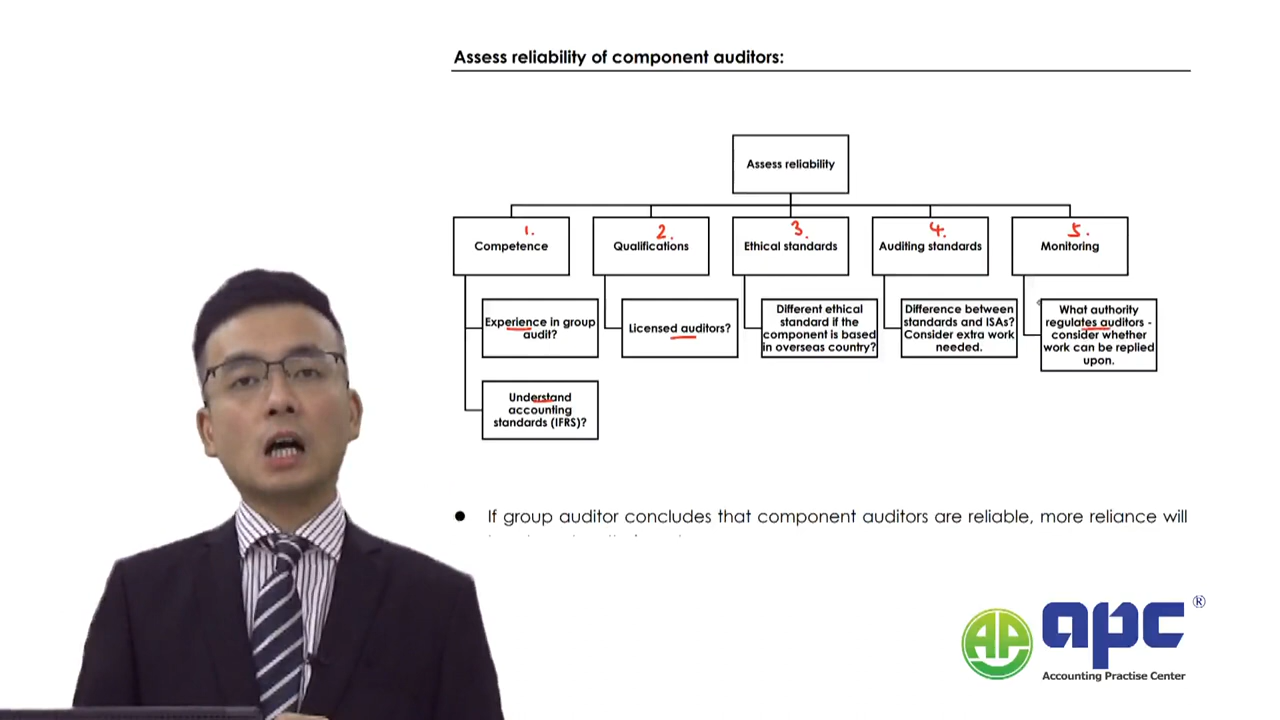 Assess reliability of component auditors:
Assess reliability
1.
Competence
2.
Qualifications
3.
Ethical standards
4.
Auditing standards
5.
Monitoring
Experience in group
audit?
Licensed auditors?
Different ethical
standard if the
component is based
in overseas country?
Difference between
standards and ISAs?
Consider extra work
needed.
What authority
regulates auditors -
consider whether
work can be replied
upon.
Understand
accounting
standards (IFRS)?
● If group auditor concludes that component auditors are reliable, more reliance will
AP apc ®
Accounting Practise Center